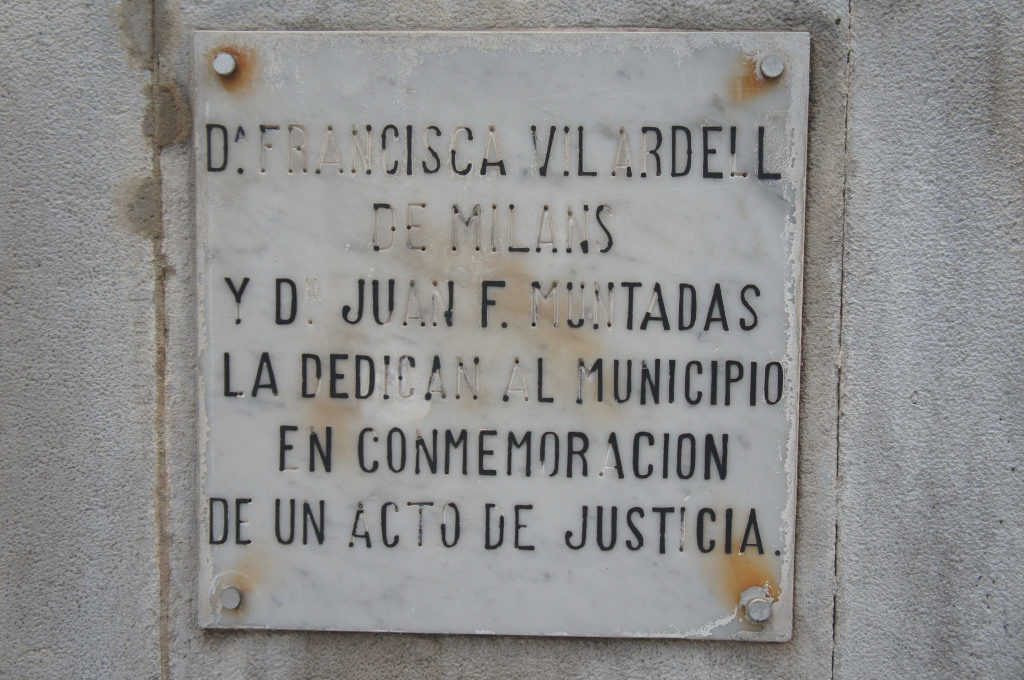 Dª. FRANCISCA VILARDELL
DE MILANS
Y Dⁿ JUAN F. MUNTADAS
LA DEDICAN AL MUNICIPIO
EN CONMEMORACION
DE UN ACTO DE JUSTICIA.